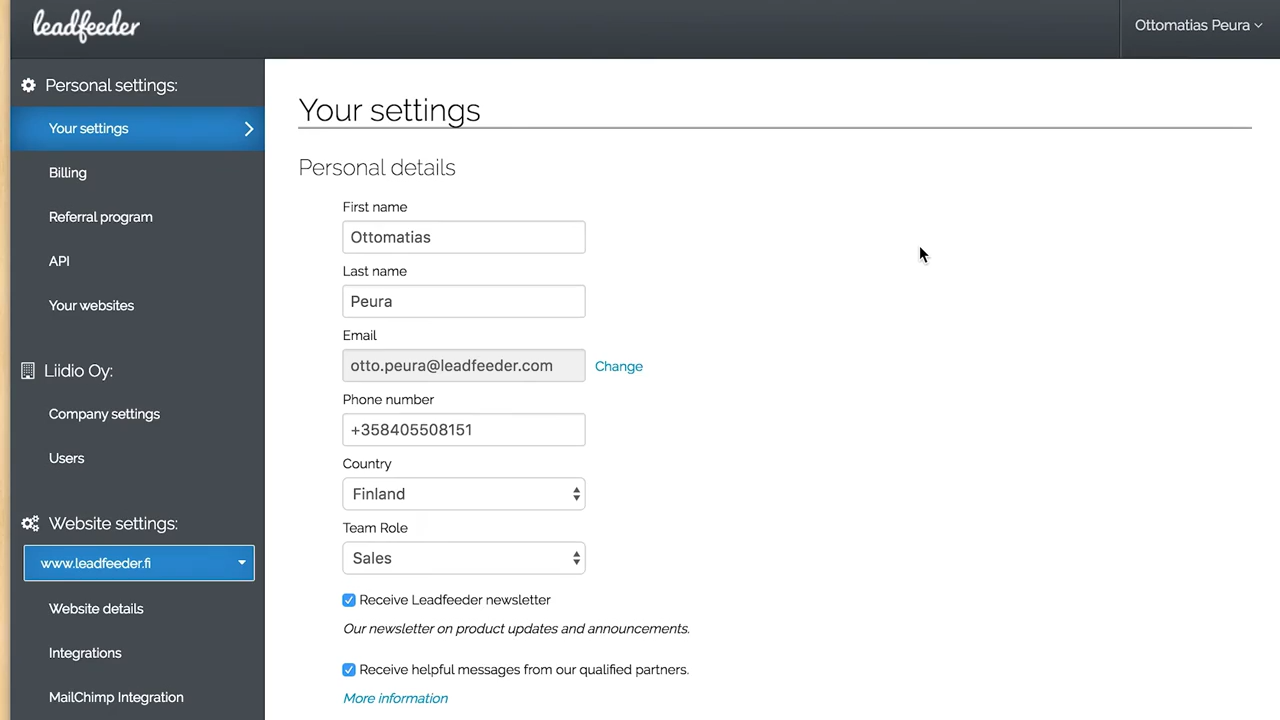 leadfeeder
Ottomatias Peura
Personal settings:
Your settings
Billing
Referral program
API
Your websites
Liidio Oy:
Company settings
Users
Website settings:
www.leadfeeder.fi
Website details
Integrations
MailChimp Integration
Your settings
Personal details
First name
Ottomatias
Last name
Peura
Email
otto.peura@leadfeeder.com Change
Phone number
+358405508151
Country
Finland
Team Role
Sales
Receive Leadfeeder newsletter
Our newsletter on product updates and announcements.
Receive helpful messages from our qualified partners.
More information